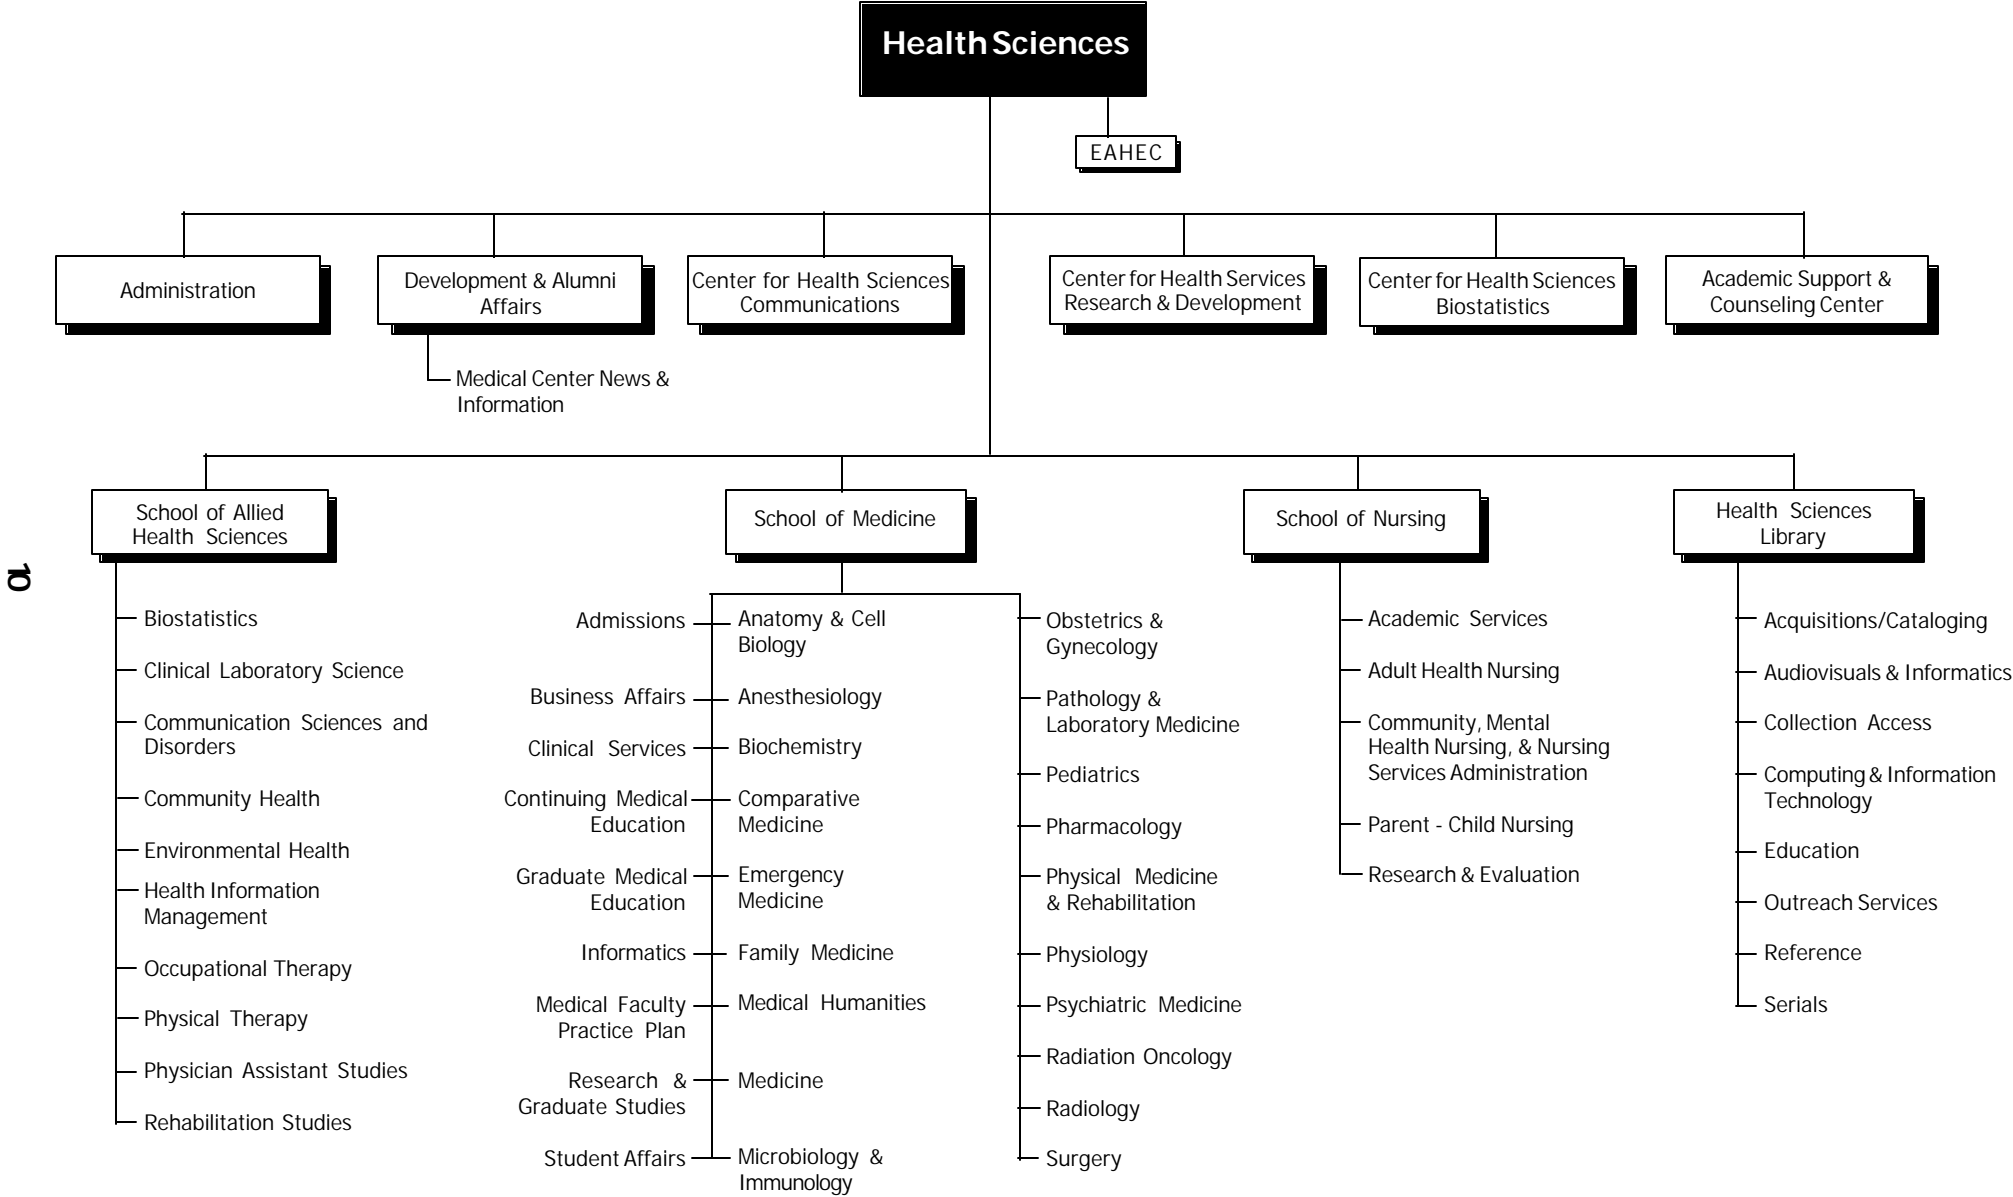 Health Sciences
EAHEC
Administration
Development & Alumni
Affairs
Center for Health Sciences
Communications
Center for Health Services
Research & Development
Center for Health Sciences
Biostatistics
Academic Support &
Counseling Center
Medical Center News &
Information
School of Allied
Health Sciences
School of Medicine
School of Nursing
Health Sciences
Library
10
Biostatistics
Clinical Laboratory Science
Communication Sciences and
Disorders
Community Health
Environmental Health
Health Information
Management
Occupational Therapy
Physical Therapy
Physician Assistant Studies
Rehabilitation Studies
Admissions
Business Affairs
Clinical Services
Continuing Medical
Education
Graduate Medical
Education
Informatics
Medical Faculty
Practice Plan
Research &
Graduate Studies
Student Affairs
Anatomy & Cell
Biology
Anesthesiology
Biochemistry
Comparative
Medicine
Emergency
Medicine
Family Medicine
Medical Humanities
Medicine
Microbiology &
Immunology
Obstetrics &
Gynecology
Pathology &
Laboratory Medicine
Pediatrics
Pharmacology
Physical Medicine
& Rehabilitation
Physiology
Psychiatric Medicine
Radiation Oncology
Radiology
Surgery
Academic Services
Adult Health Nursing
Community, Mental
Health Nursing, & Nursing
Services Administration
Parent - Child Nursing
Research & Evaluation
Acquisitions/Cataloging
Audiovisuals & Informatics
Collection Access
Computing & Information
Technology
Education
Outreach Services
Reference
Serials